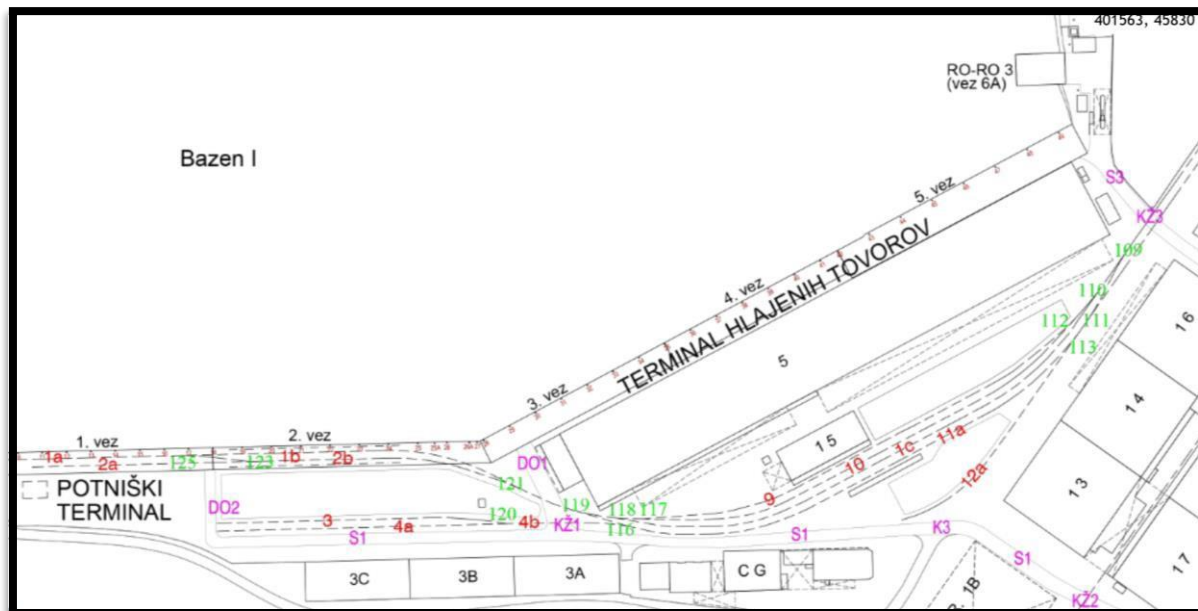 401563, 45830
RO-RO 3
(vez 6A)
Bazen I
S3
KŽ3
5. vez
109
4. vez
TERMINAL HLAJENIH TOVOROV
110
112
111
113
16
5
3. vez
14
1. vez
2. vez
15
1a
2a
125
123
1b
2b
DO1
121
10
1c
11a
12a
13
POTNIŠKI
TERMINAL
DO2
119
118
117
9
120
3
4a
4b
KŽ1
116
S1
S1
K3
S1
17
3C
3B
3A
C G
R. 1B
KŽ2